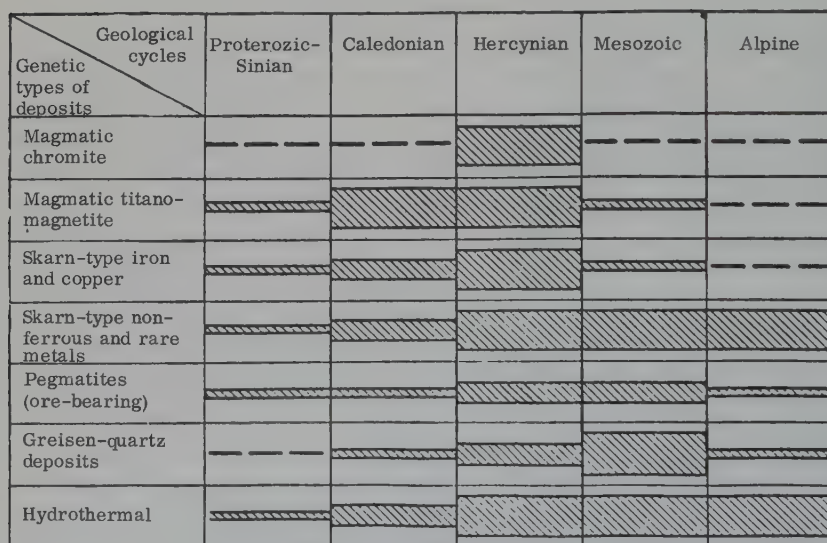 Geological
cycles
Genetic
types of
deposits
Proterozic-
Sinian
Caledonian
Hercynian
Mesozoic
Alpine
Magmatic
chromite
Magmatic titano-
magnetite
Skarn-type iron
and copper
Skarn-type non-
ferrous and rare
metals
Pegmatites
(ore-bearing)
Greisen-quartz
deposits
Hydrothermal